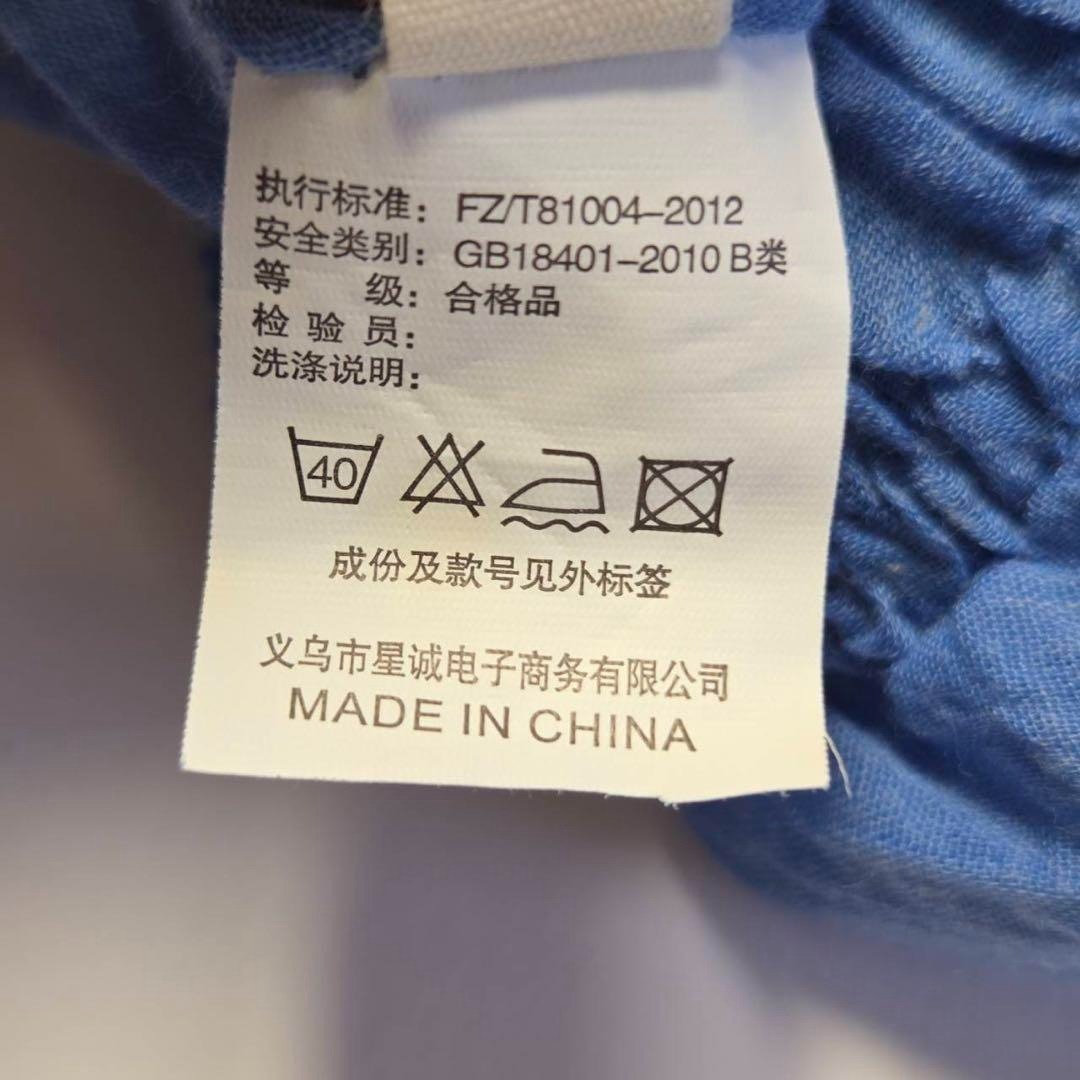 执行标准：FZ/T81004-2012
安全类别：GB18401-2010 B类
等 级：合格品
检 验 员：
洗涤说明：
40
成份及款号见外标签
义乌市星诚电子商务有限公司
MADE IN CHINA